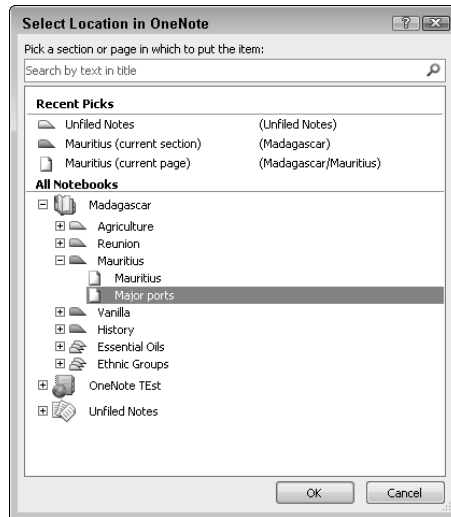 Select Location in OneNote
Pick a section or page in which to put the item:
Search by text in title
Recent Picks
Unfiled Notes (Unfiled Notes)
Mauritius (current section) (Madagascar)
Mauritius (current page) (Madagascar/Mauritius)
All Notebooks
Madagascar
Agriculture
Reunion
Mauritius
Mauritius
Major ports
Vanilla
History
Essential Oils
Ethnic Groups
OneNote TEst
Unfiled Notes
OK Cancel